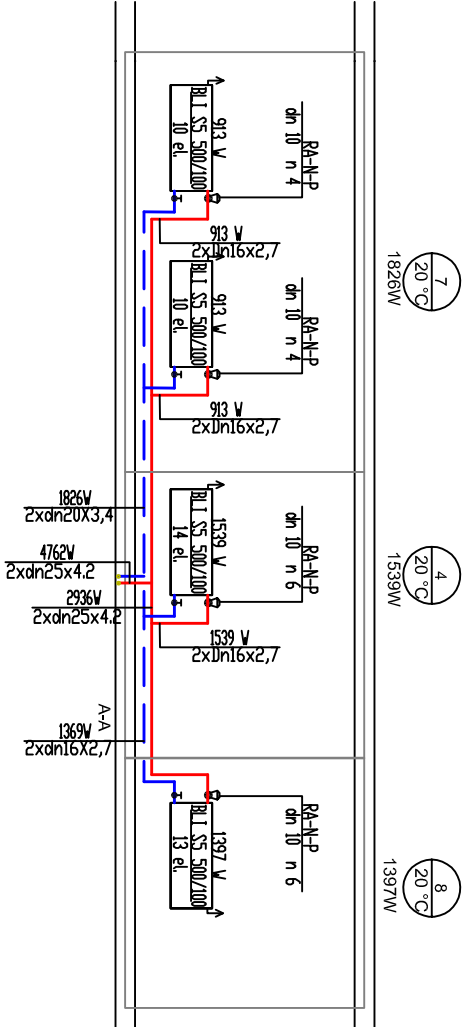 RA-N-P
dn 10 n 4
913 W
BLI S5 500/100
10 el.
913 W
2xDn16x2,7
7
20 °C
1826W
RA-N-P
dn 10 n 4
913 W
BLI S5 500/100
10 el.
913 W
2xDn16x2,7
1826W
2xdn20X3,4
4762W
2xdn25x4.2
2936W
2xdn25x4.2
RA-N-P
dn 10 n 6
1539 W
BLI S5 500/100
14 el.
1539 W
2xDn16x2,7
4
20 °C
1539W
1369W
2xdn16X2,7
A-A
RA-N-P
dn 10 n 6
1397 W
BLI S5 500/100
13 el.
8
20 °C
1397W